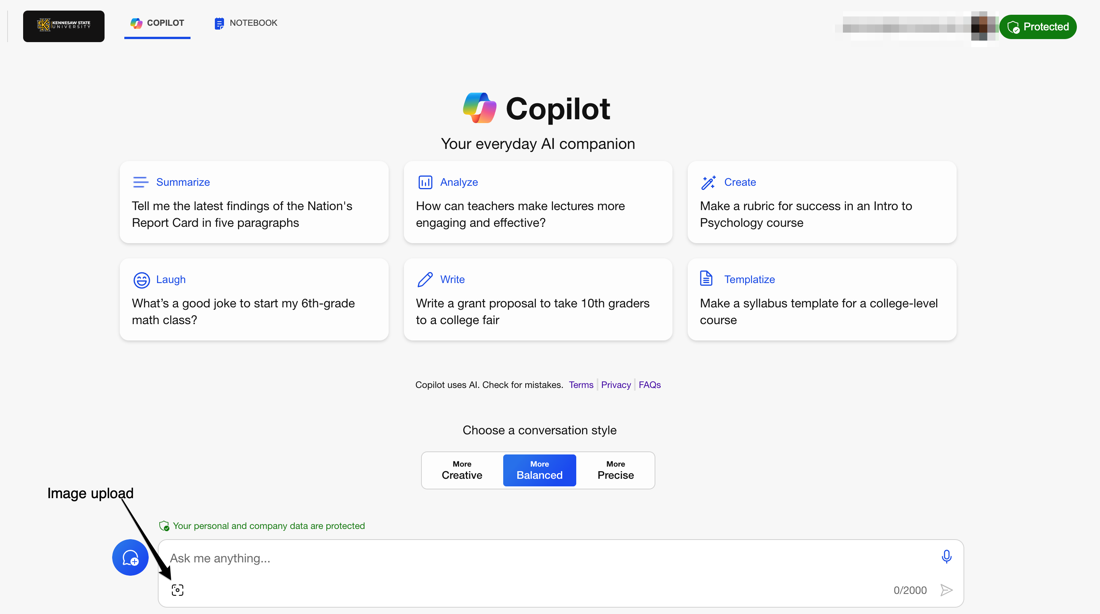 KENNESAW STATE
UNIVERSITY
COPILOT
NOTEBOOK
Protected
Copilot
Your everyday AI companion
Summarize
Tell me the latest findings of the Nation's
Report Card in five paragraphs
Analyze
How can teachers make lectures more
engaging and effective?
Create
Make a rubric for success in an Intro to
Psychology course
Laugh
What's a good joke to start my 6th-grade
math class?
Write
Write a grant proposal to take 10th graders
to a college fair
Templatize
Make a syllabus template for a college-level
course
Copilot uses AI. Check for mistakes. Terms Privacy FAQs
Choose a conversation style
More
Creative
More
Balanced
More
Precise
Image upload
Your personal and company data are protected
Ask me anything...
0/2000